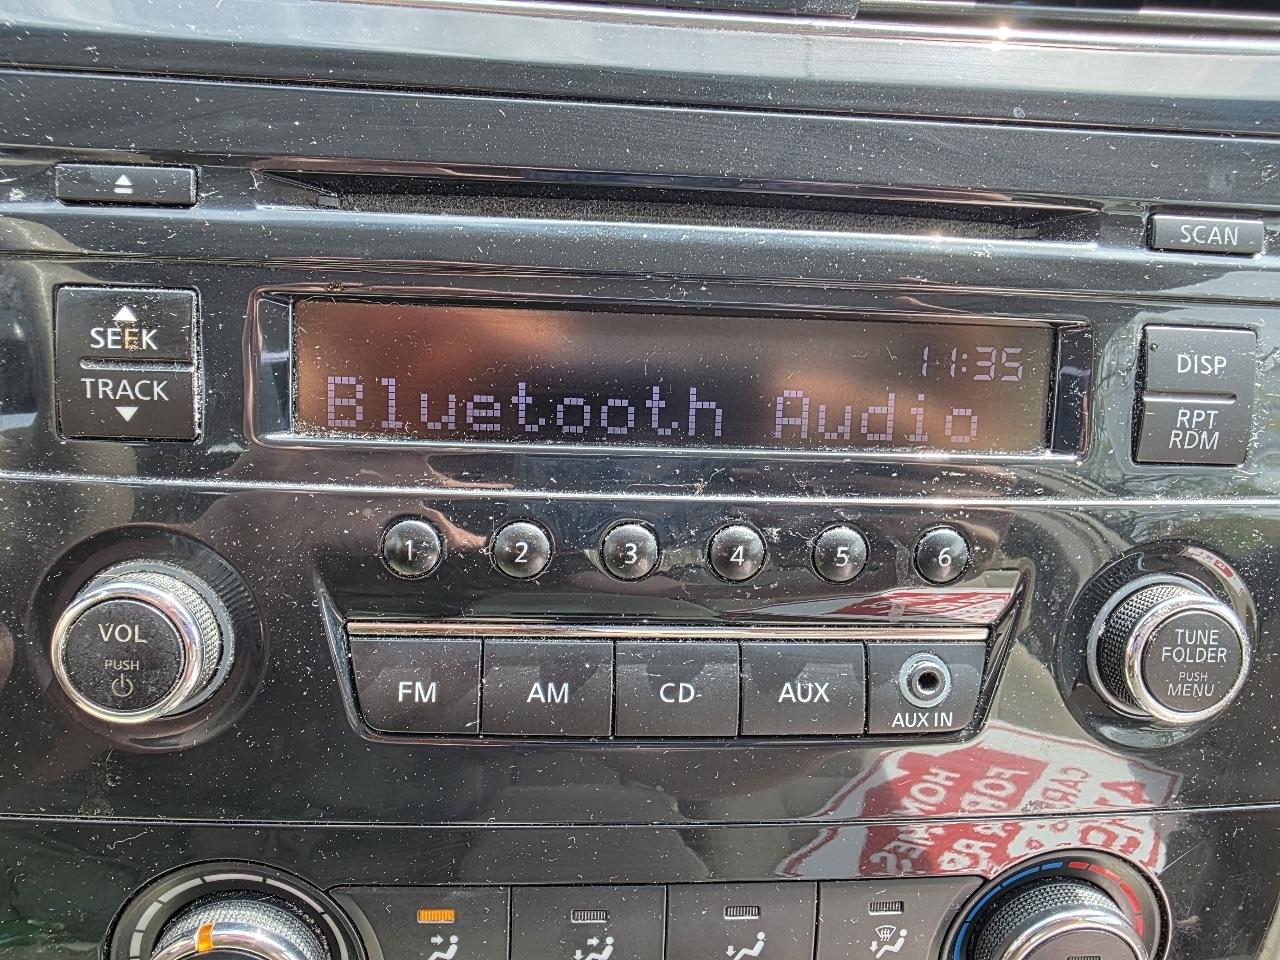 SCAN
SEEK
TRACK
11:35
Bluetooth Audio
DISP
RPT
RDM
1 2 3 4 5 6
VOL
PUSH
TUNE
FOLDER
PUSH
MENU
FM AM CD AUX
AUX IN